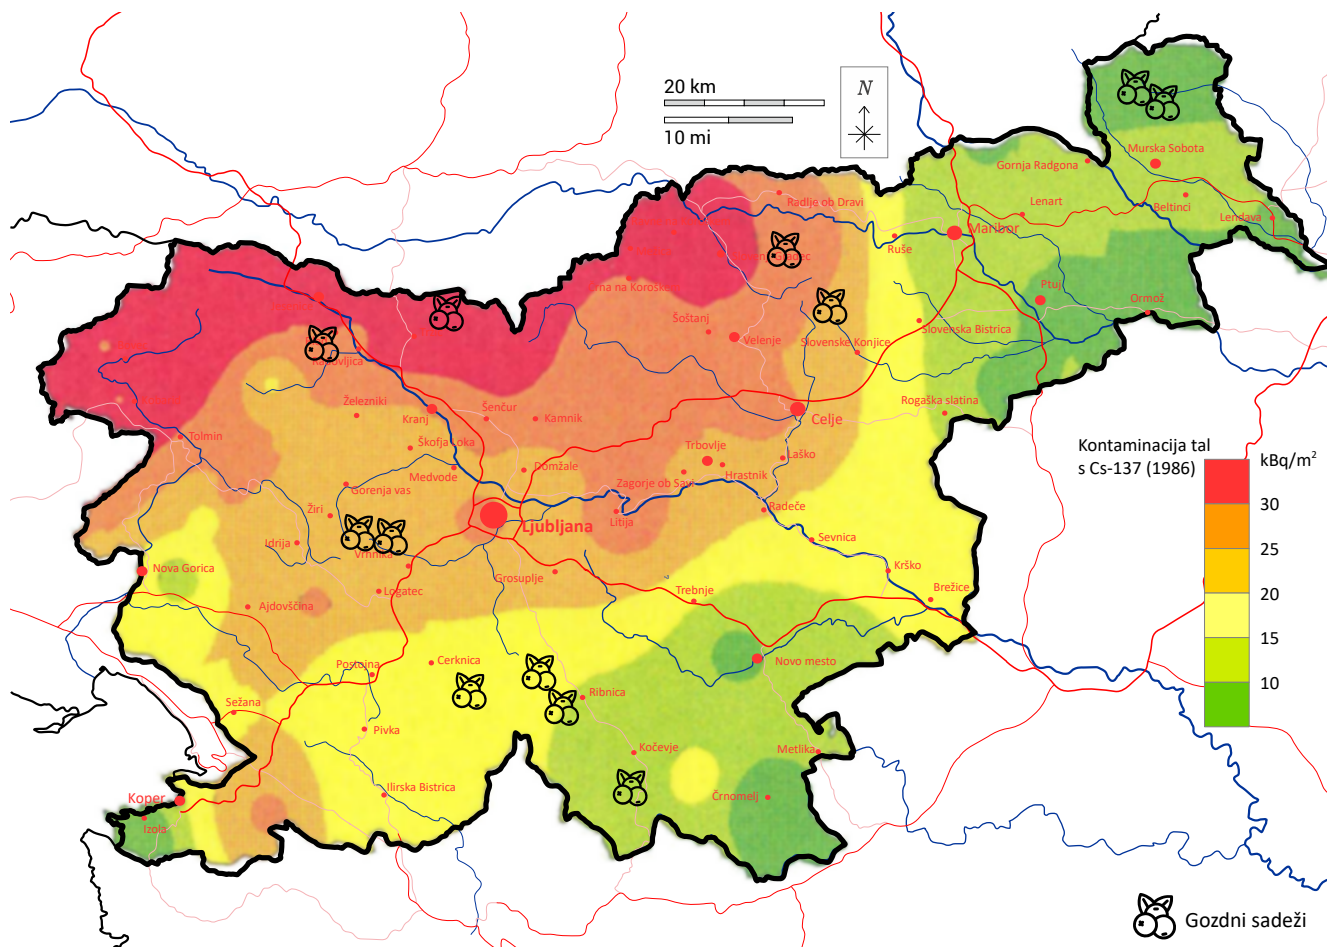 20 km
10 mi
N
Murska Sobota
Gornja Radgona
Radlje ob Dravi
Lenart
Beltinci
Lendava
Maribor
Ruše
Ptuj
Ormož
Črna na Koroškem
Šoštanj
Velenje
Slovenska Bistrica
Slovenske Konjice
Radovljica
Železniki
Kranj
Šenčur
Kamnik
Celje
Rogaška slatina
Tolmin
Škofja Loka
Medvode
Domžale
Trbovlje
Hrastnik
Laško
Zagorje ob Savi
Gorenja vas
Žiri
Ljubljana
Litija
Radeče
Idrija
Vrhnika
Sevnica
Nova Gorica
Logatec
Grosuplje
Krško
Ajdovščina
Trebnje
Brežice
Postojna
Cerknica
Novo mesto
Sežana
Ribnica
Pivka
Kočevje
Metlika
Koper
Izola
Ilirska Bistrica
Črnomelj
Kontaminacija tal
s Cs-137 (1986)
kBq/m²
30
25
20
15
10
Gozdni sadeži